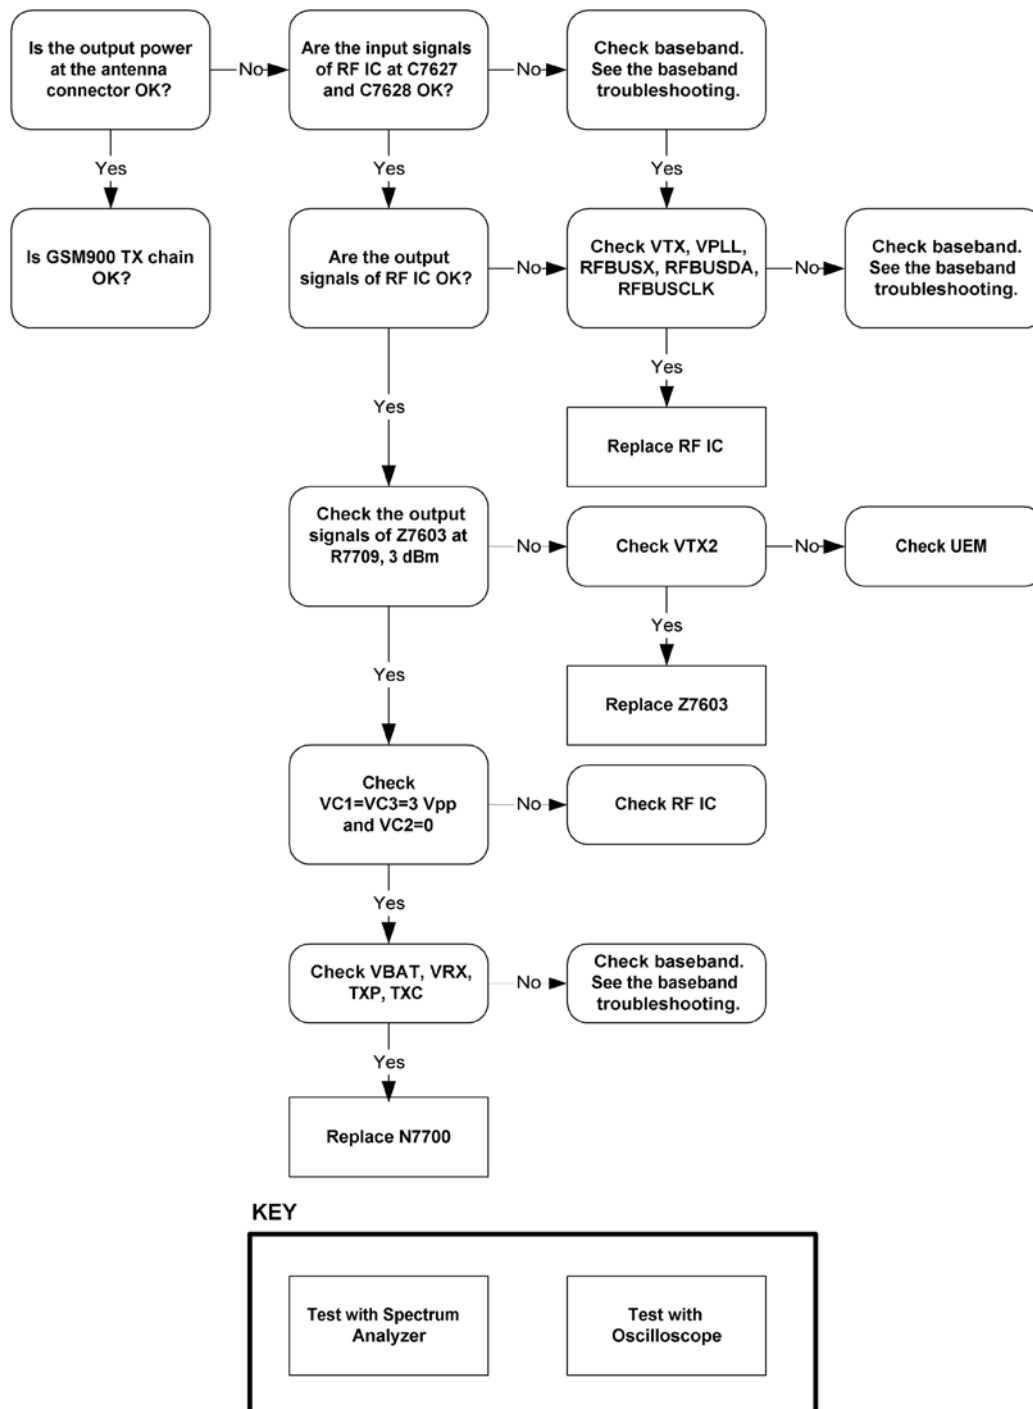 Is the output power
at the antenna
connector OK?
No
Are the input signals
of RF IC at C7627
and C7628 OK?
No
Check baseband.
See the baseband
troubleshooting.
Yes
Yes
Yes
Is GSM900 TX chain
OK?
Are the output
signals of RF IC OK?
No
Check VTX, VPLL,
RFBUSX, RFBUSDA,
RFBUSCLK
No
Check baseband.
See the baseband
troubleshooting.
Yes
Yes
Replace RF IC
Check the output
signals of Z7603 at
R7709, 3 dBm
No
Check VTX2
No
Check UEM
Yes
Yes
Replace Z7603
Check
VC1=VC3=3 Vpp
and VC2=0
No
Check RF IC
Yes
Check VBAT, VRX,
TXP, TXC
No
Check baseband.
See the baseband
troubleshooting.
Yes
Replace N7700
KEY
Test with Spectrum
Analyzer
Test with
Oscilloscope